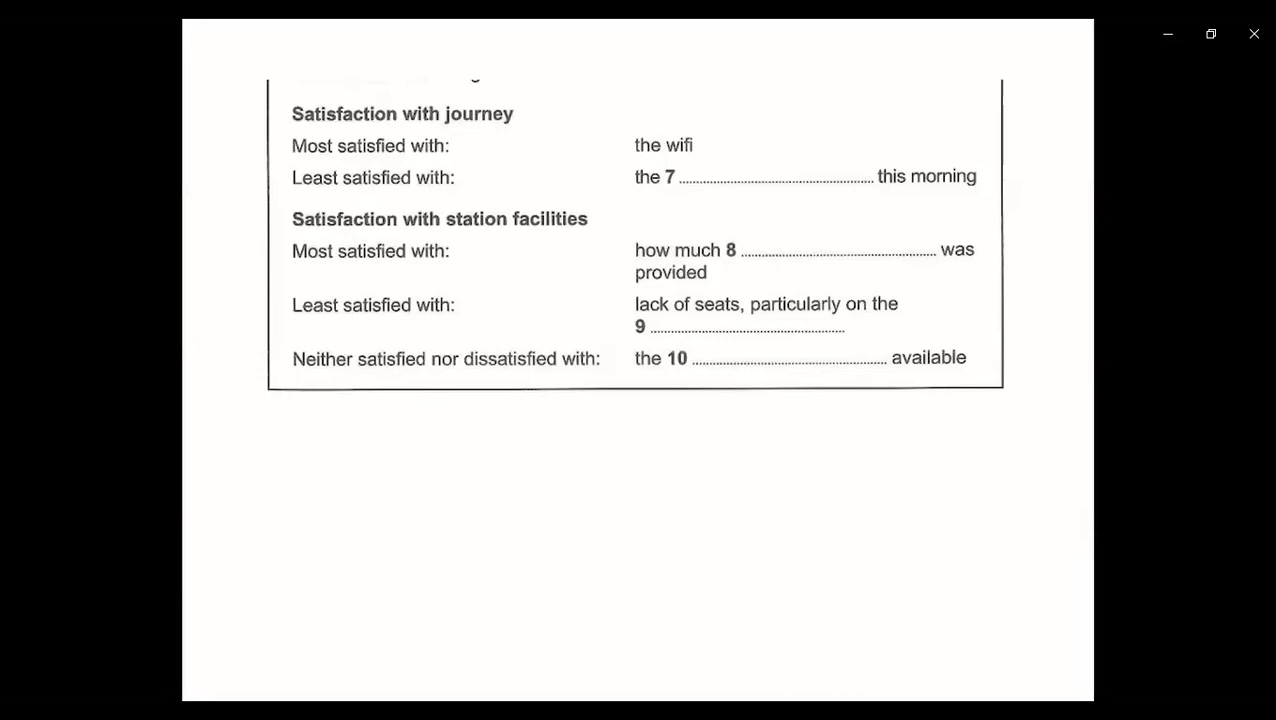 Satisfaction with journey
Most satisfied with: the wifi
Least satisfied with: the 7 ............................................ this morning
Satisfaction with station facilities
Most satisfied with: how much 8 ............................................ was
provided
Least satisfied with: lack of seats, particularly on the
9 ............................................
Neither satisfied nor dissatisfied with: the 10 ............................................ available